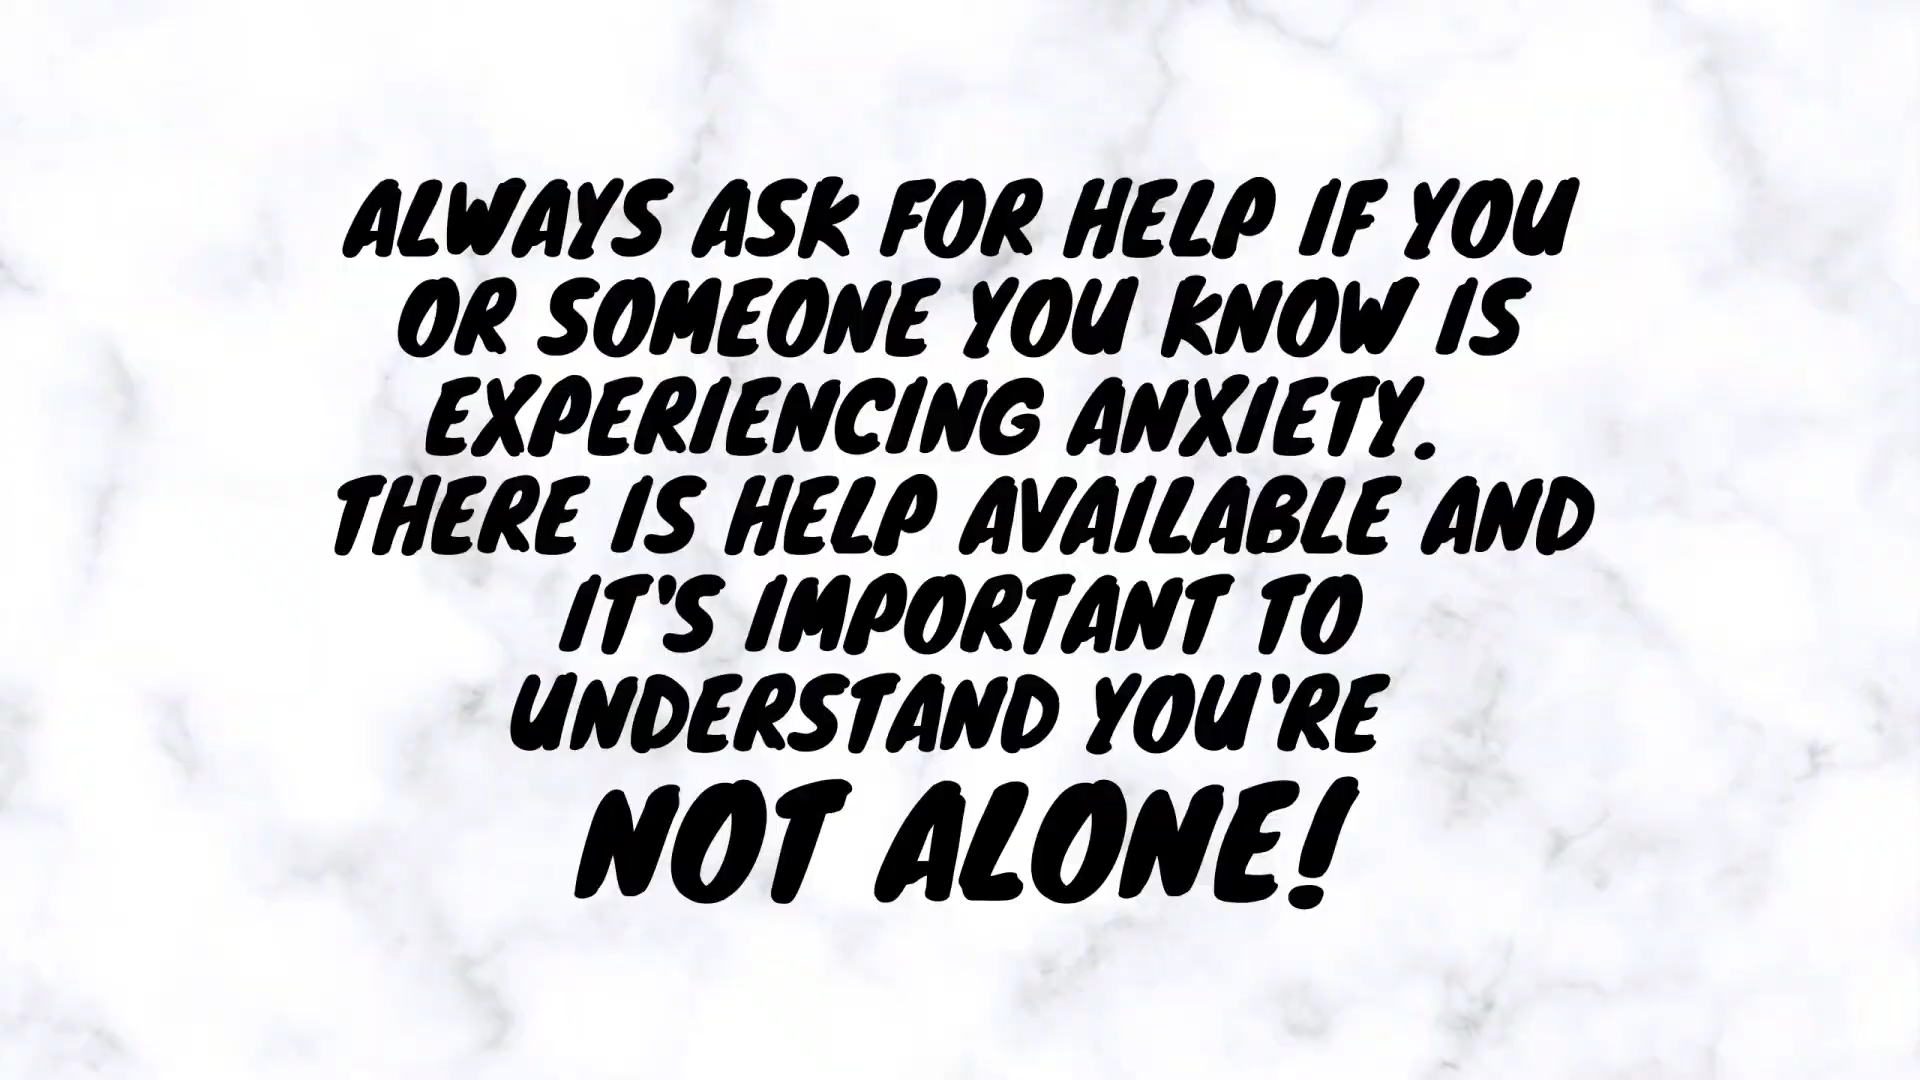 ALWAYS ASK FOR HELP IF YOU
OR SOMEONE YOU KNOW IS
EXPERIENCING ANXIETY.
THERE IS HELP AVAILABLE AND
IT'S IMPORTANT TO
UNDERSTAND YOU'RE
NOT ALONE!